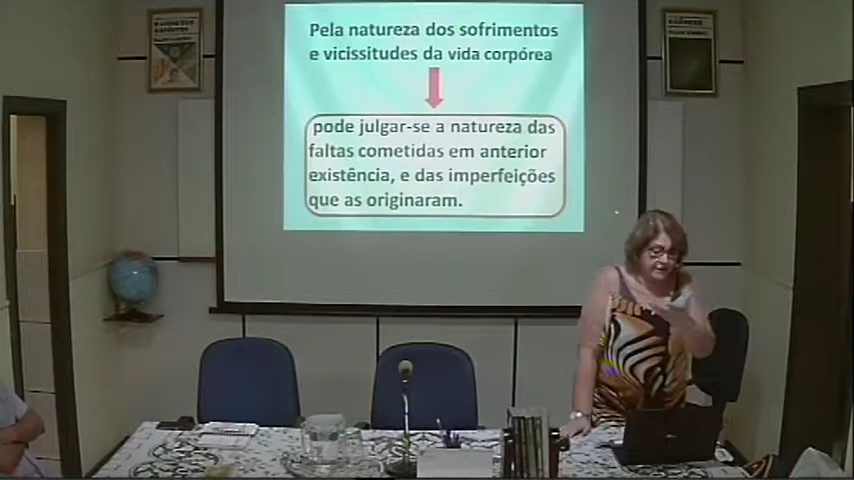 Pela natureza dos sofrimentos
e vicissitudes da vida corpórea
pode julgar-se a natureza das
faltas cometidas em anterior
existência, e das imperfeições
que as originaram.